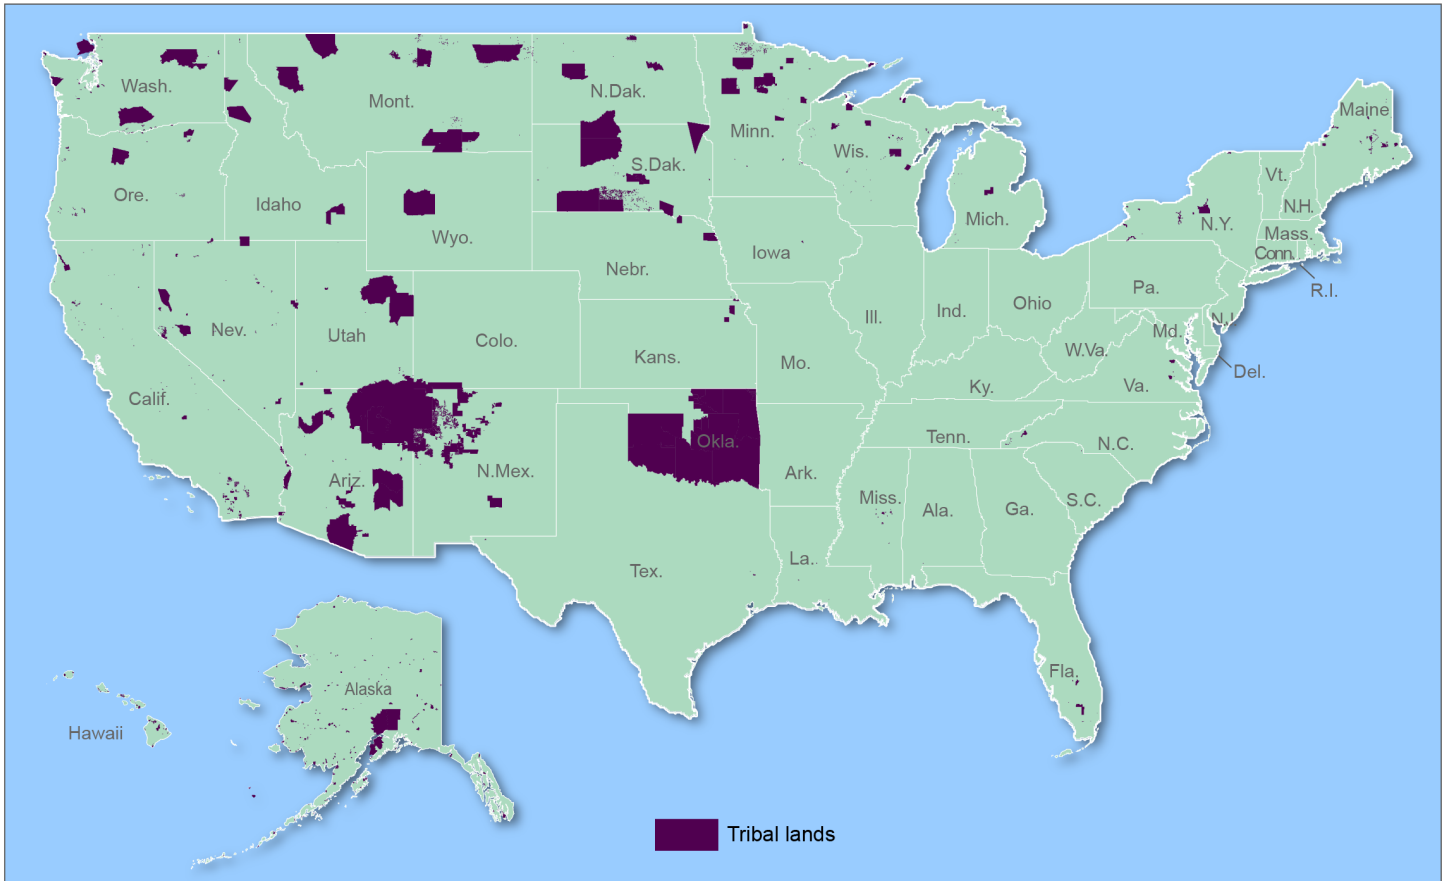 Wash.
Mont.
N.Dak.
Minn.
Maine
Ore.
Idaho
Wyo.
S.Dak.
Wis.
Mich.
Vt.
N.H.
N.Y.
Mass.
Conn.
R.I.
Nev.
Utah
Colo.
Nebr.
Iowa
Ill.
Ind.
Ohio
Pa.
N.J.
Md.
Del.
Calif.
Kans.
Mo.
Ky.
W.Va.
Va.
Ariz.
N.Mex.
Okla.
Ark.
Tenn.
N.C.
S.C.
Tex.
La.
Miss.
Ala.
Ga.
Fla.
Alaska
Hawaii
Tribal lands